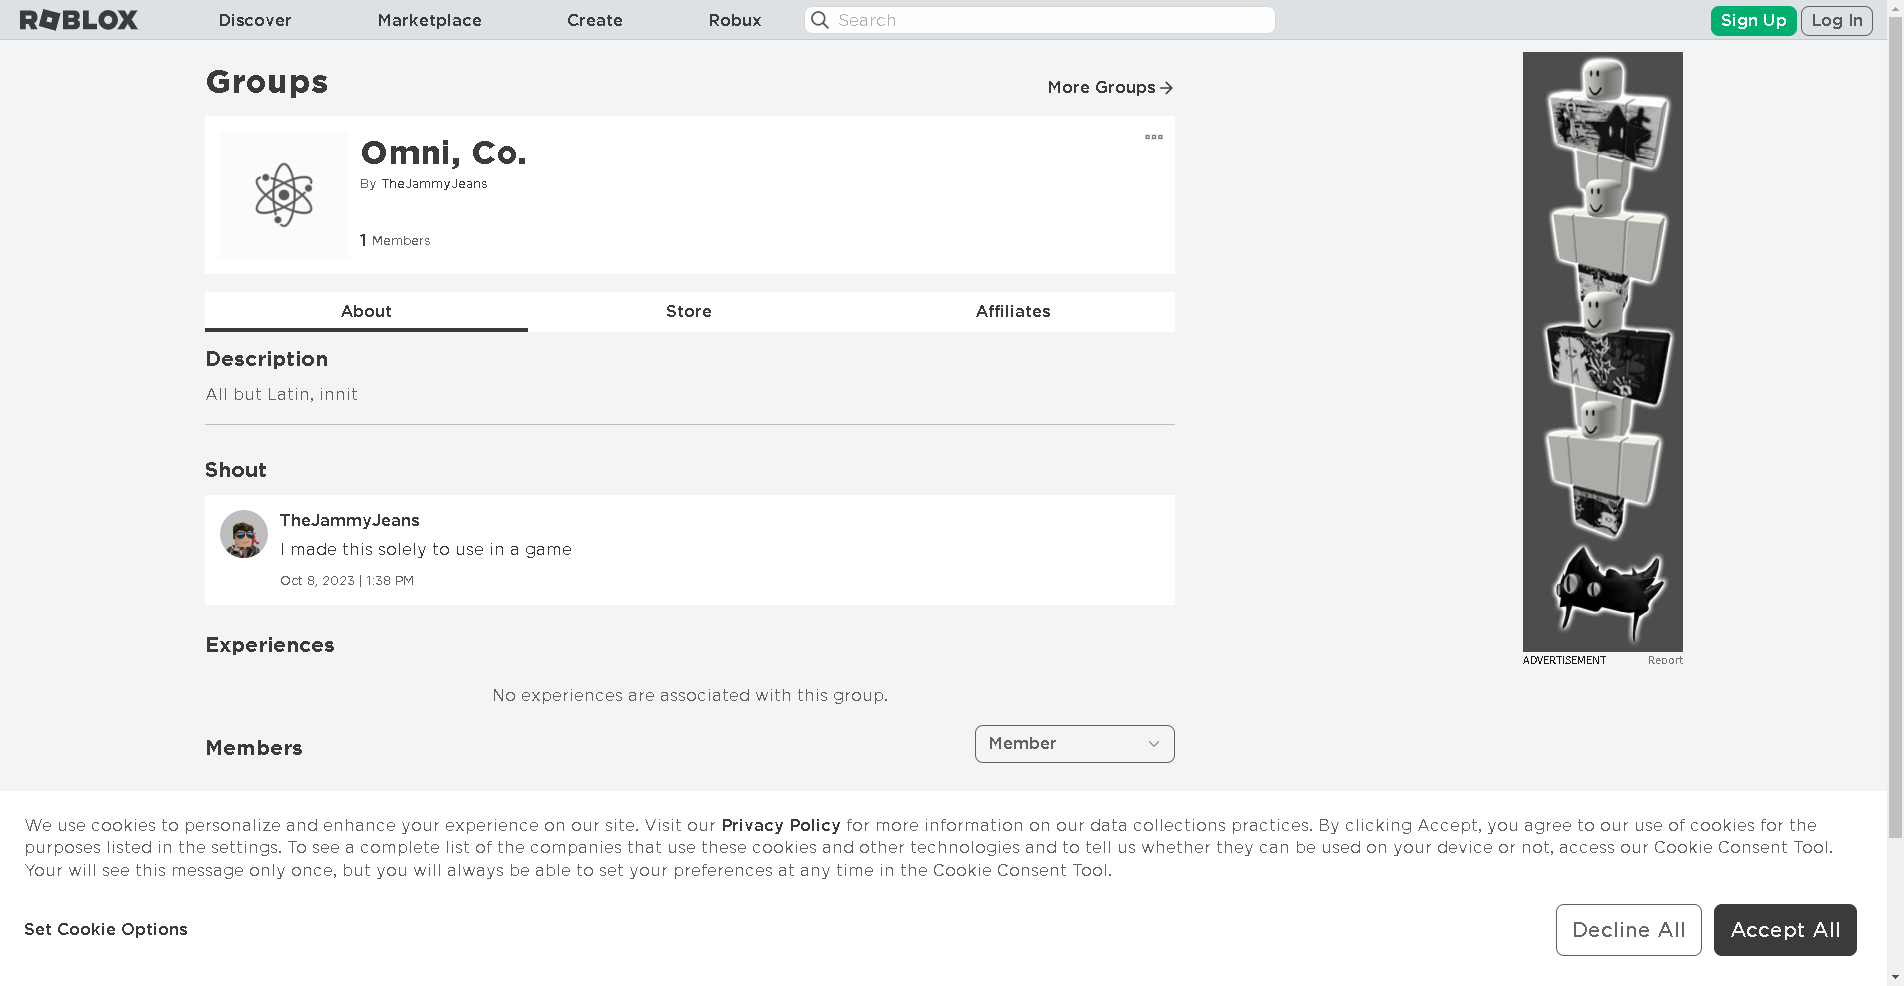 ROBLOX Discover Marketplace Create Robux Search Sign Up Log In
Groups
More Groups
Omni, Co.
By TheJammyJeans
1 Members
About Store Affiliates
Description
All but Latin, innit
Shout
TheJammyJeans
I made this solely to use in a game
Oct 8, 2023 | 1:38 PM
Experiences
No experiences are associated with this group.
Members
Member
ADVERTISEMENT Report
We use cookies to personalize and enhance your experience on our site. Visit our Privacy Policy for more information on our data collections practices. By clicking Accept, you agree to our use of cookies for the
purposes listed in the settings. To see a complete list of the companies that use these cookies and other technologies and to tell us whether they can be used on your device or not, access our Cookie Consent Tool.
Your will see this message only once, but you will always be able to set your preferences at any time in the Cookie Consent Tool.
Set Cookie Options
Decline All Accept All